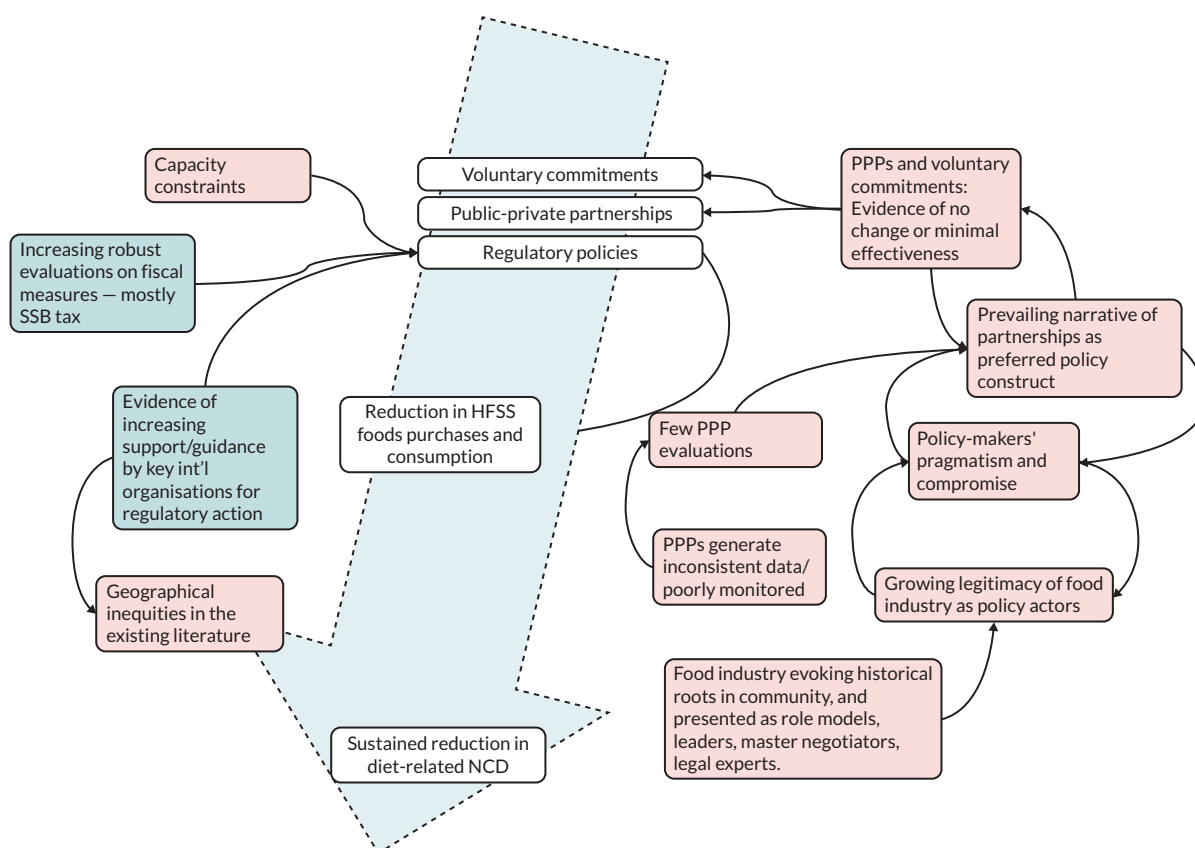 Capacity
constraints
Voluntary commitments
Public-private partnerships
Regulatory policies
PPPs and voluntary
commitments:
Evidence of no
change or minimal
effectiveness
Increasing robust
evaluations on fiscal
measures — mostly
SSB tax
Prevailing narrative of
partnerships as
preferred policy
construct
Evidence of
increasing
support/guidance
by key int'l
organisations for
regulatory action
Reduction in HFSS
foods purchases and
consumption
Few PPP
evaluations
Policy-makers'
pragmatism and
compromise
PPPs generate
inconsistent data/
poorly monitored
Growing legitimacy of food
industry as policy actors
Geographical
inequities in the
existing literature
Food industry evoking historical
roots in community, and
presented as role models,
leaders, master negotiators,
legal experts.
Sustained reduction in
diet-related NCD